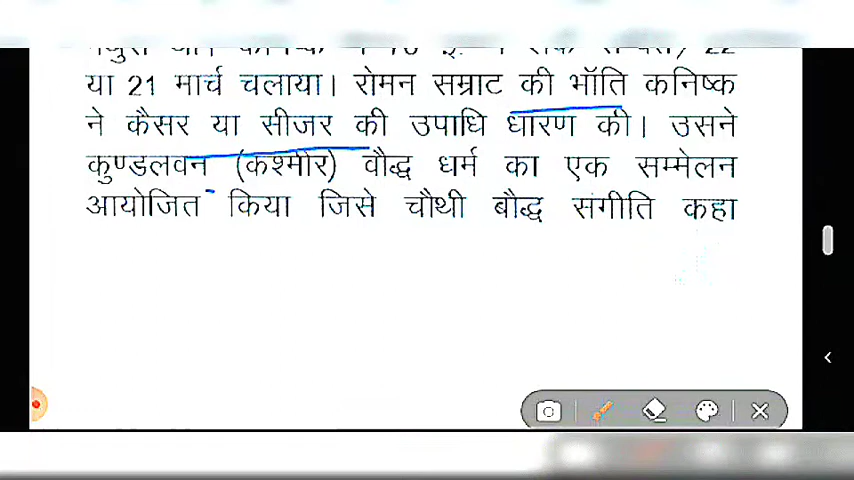 या 21 मार्च चलाया। रोमन सम्राट की भॉति कनिष्क
ने कैसर या सीजर की उपाधि धारण की। उसने
कुण्डलवन (कश्मीर) वौद्ध धर्म का एक सम्मेलन
आयोजित किया जिसे चौथी बौद्ध संगीति कहा